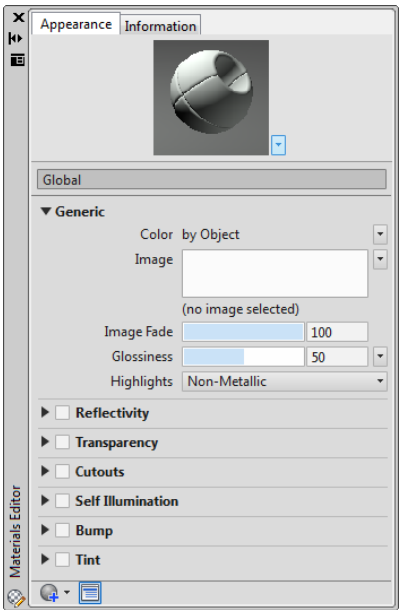 Appearance
Information
Global
Generic
Color by Object
Image
(no image selected)
Image Fade 100
Glossiness 50
Highlights Non-Metallic
Reflectivity
Transparency
Cutouts
Self Illumination
Bump
Tint
Materials Editor